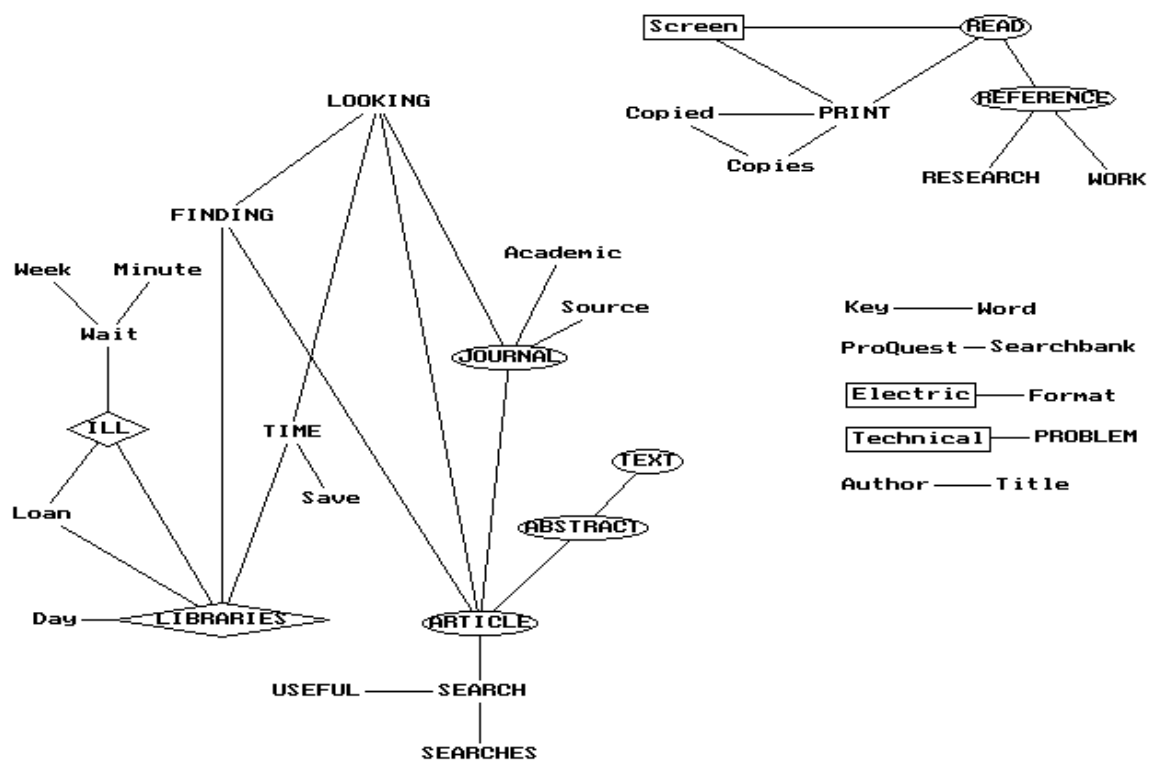 Screen
READ
LOOKING
REFERENCE
Copied
PRINT
Copies
RESEARCH
WORK
FINDING
Academic
Week
Minute
Source
Key
Word
Wait
JOURNAL
ProQuest
Searchbank
Electric
Format
ILL
TIME
Technical
PROBLEM
TEXT
Save
Author
Title
Loan
ABSTRACT
Day
LIBRARIES
ARTICLE
USEFUL
SEARCH
SEARCHES